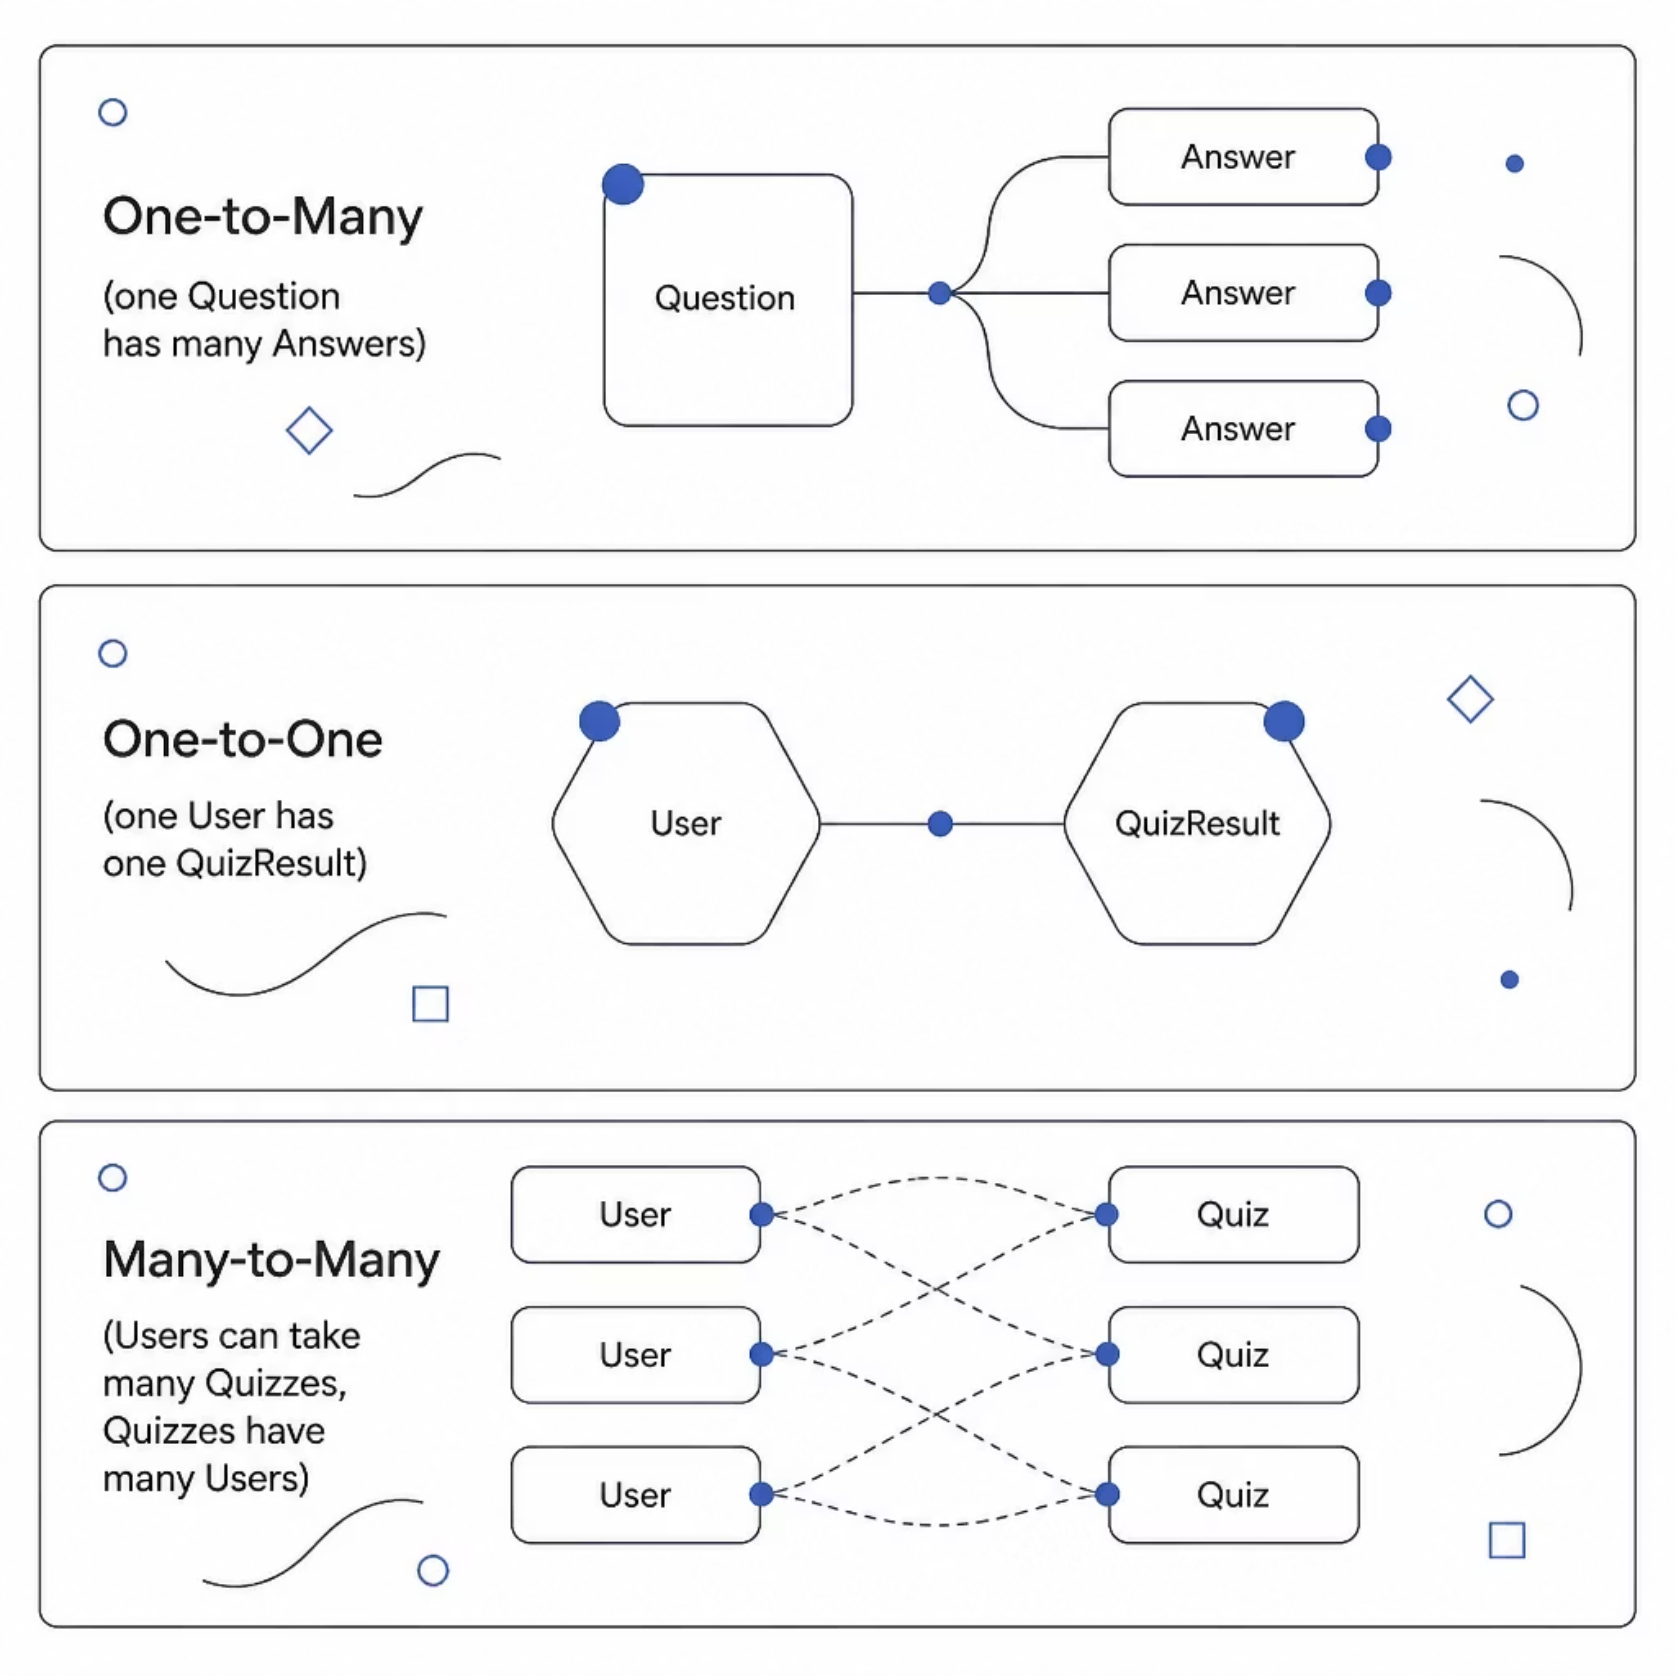 One-to-Many
(one Question
has many Answers)
Question
Answer
Answer
Answer
One-to-One
(one User has
one QuizResult)
User
QuizResult
Many-to-Many
(Users can take
many Quizzes,
Quizzes have
many Users)
User
Quiz
User
Quiz
User
Quiz